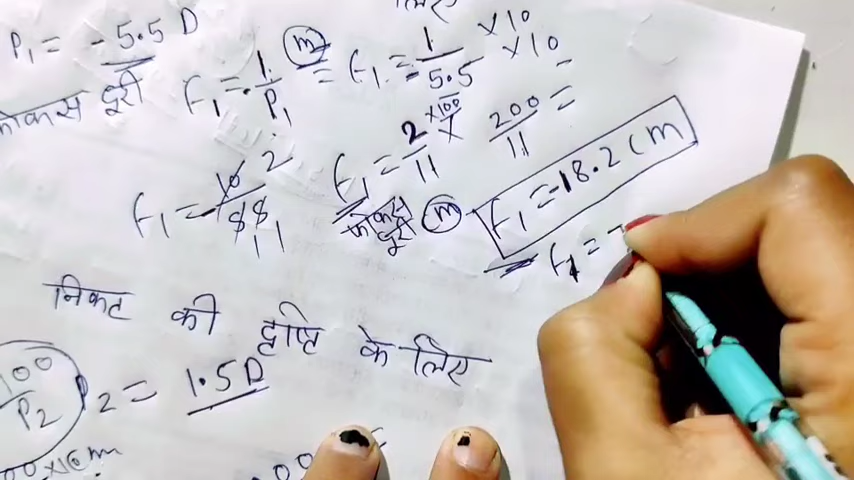 लिए
P₁ = -5.5 D
फोकस दूरी F₁ = 1/P₁ (m) = F₁ = 1/-5.5 ×10 ×10 =
F₁ = 10 2/-55 11 F₁ = 2/11 × 100 200/11 =
फोकस दूरी (m) F₁ = -18.2 cm
F₁ = -
निकट की दृष्टि के लिए
100/P₂ P₂ = 1.5 D